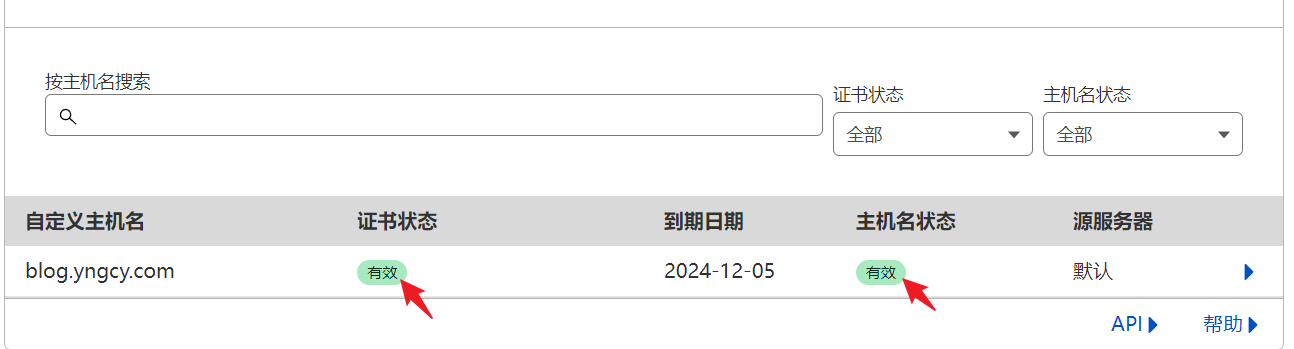 按主机名搜索
证书状态 主机名状态
全部 全部
自定义主机名 证书状态 到期日期 主机名状态 源服务器
blog.yngcy.com 有效 2024-12-05 有效 默认
API 帮助